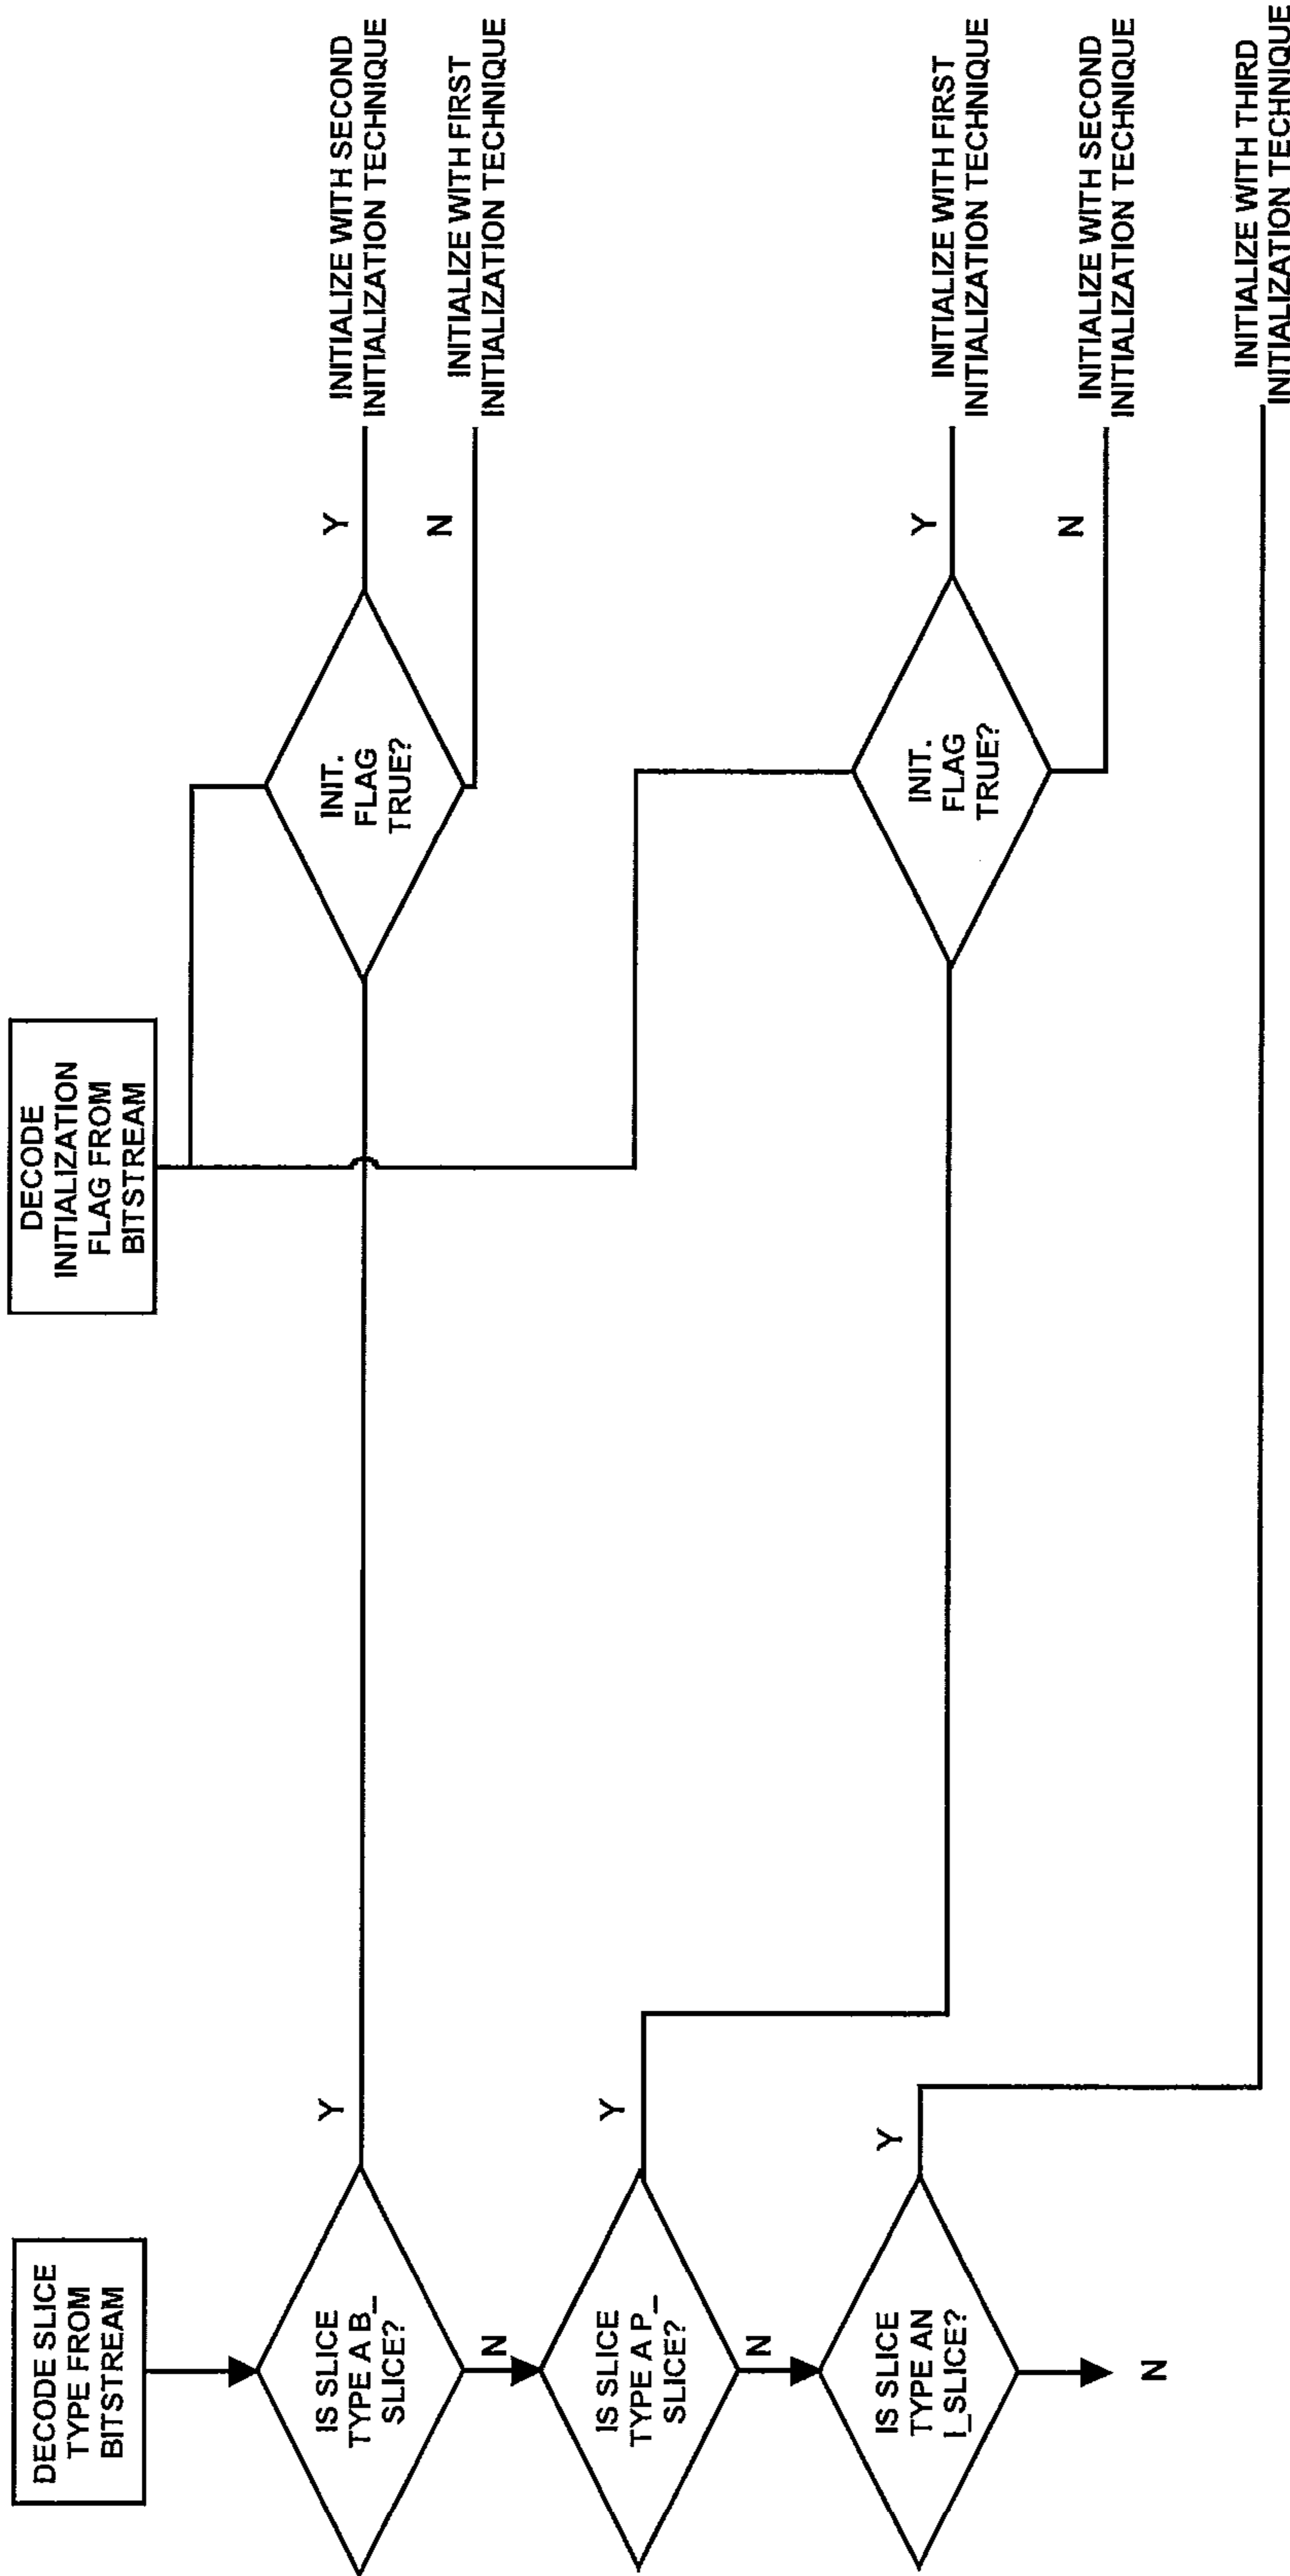 DECODE SLICE
TYPE FROM
BITSTREAM
DECODE
INITIALIZATION
FLAG FROM
BITSTREAM
IS SLICE
TYPE A B_
SLICE?
Y
N
INIT.
FLAG
TRUE?
Y
INITIALIZE WITH SECOND
INITIALIZATION TECHNIQUE
N
INITIALIZE WITH FIRST
INITIALIZATION TECHNIQUE
IS SLICE
TYPE A P_
SLICE?
Y
N
INIT.
FLAG
TRUE?
Y
INITIALIZE WITH FIRST
INITIALIZATION TECHNIQUE
N
INITIALIZE WITH SECOND
INITIALIZATION TECHNIQUE
IS SLICE
TYPE AN
I_SLICE?
Y
N
INITIALIZE WITH THIRD
INITIALIZATION TECHNIQUE